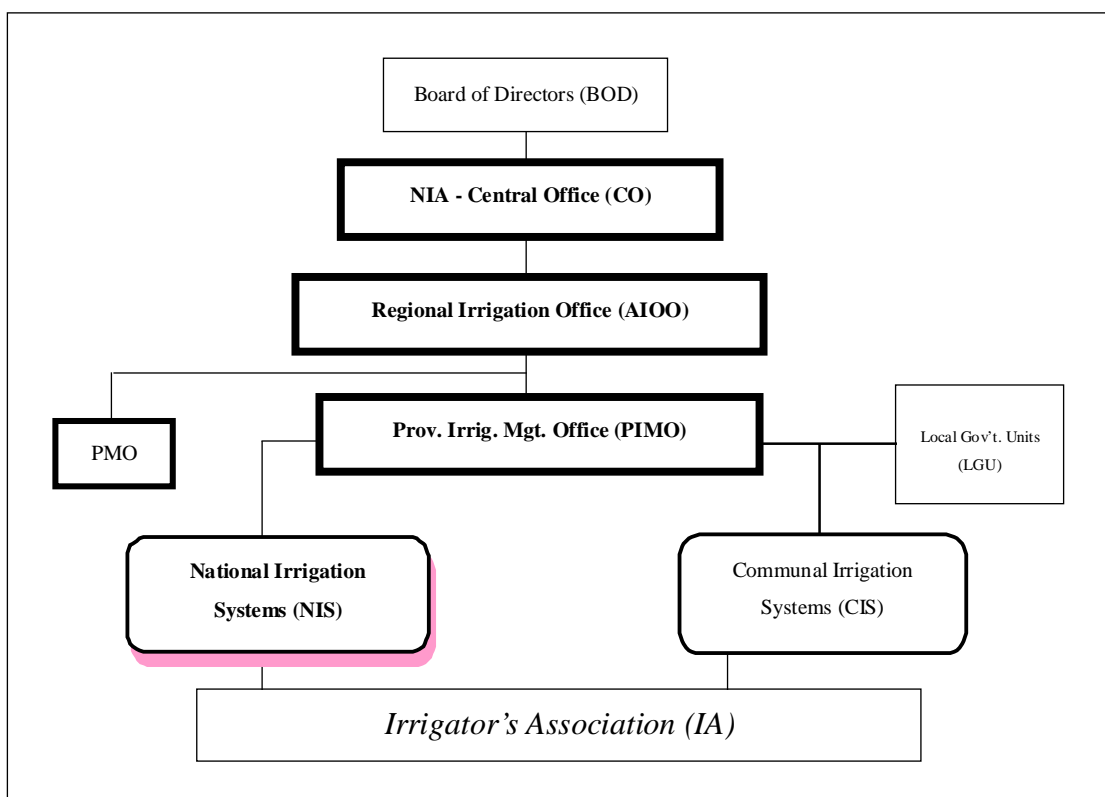 Board of Directors (BOD)
NIA - Central Office (CO)
Regional Irrigation Office (AIOO)
Prov. Irrig. Mgt. Office (PIMO)
PMO
Local Gov't. Units
(LGU)
National Irrigation
Systems (NIS)
Communal Irrigation
Systems (CIS)
Irrigator's Association (IA)